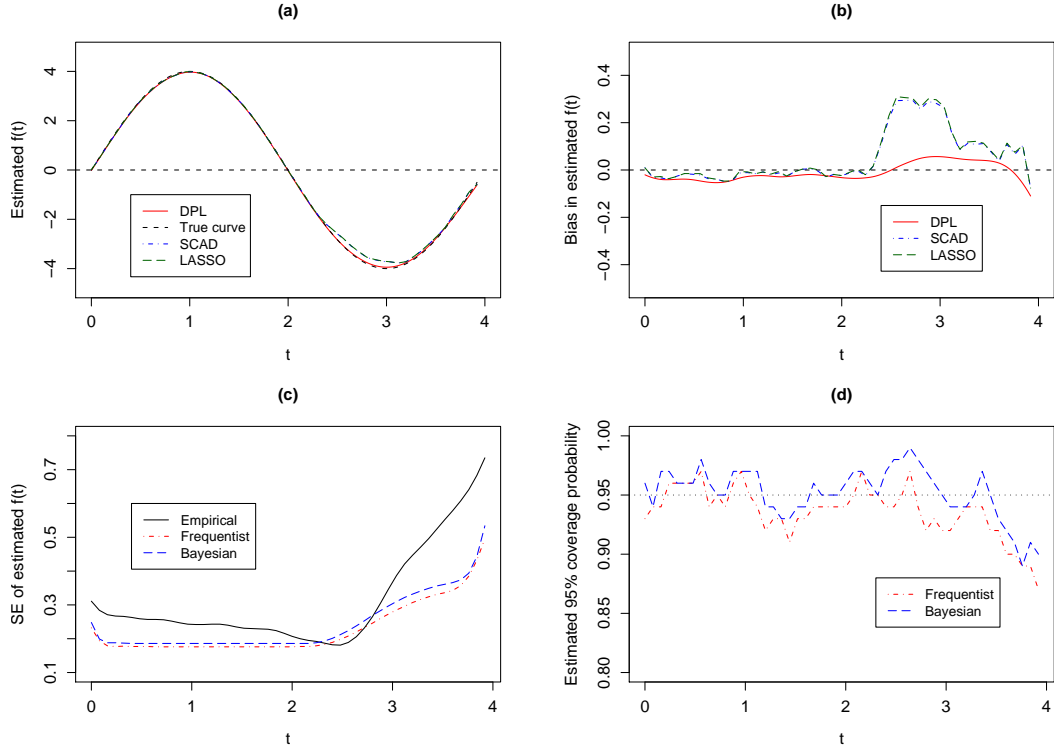 (a)
Estimated f(t)
4
2
0
−2
−4
DPL
True curve
SCAD
LASSO
0 1 2 3 4
t
(b)
Bias in estimated f(t)
0.4
0.2
0.0
−0.2
−0.4
DPL
SCAD
LASSO
0 1 2 3 4
t
(c)
SE of estimated f(t)
0.7
0.5
0.3
0.1
Empirical
Frequentist
Bayesian
0 1 2 3 4
t
(d)
Estimated 95% coverage probability
1.00
0.95
0.90
0.85
0.80
Frequentist
Bayesian
0 1 2 3 4
t